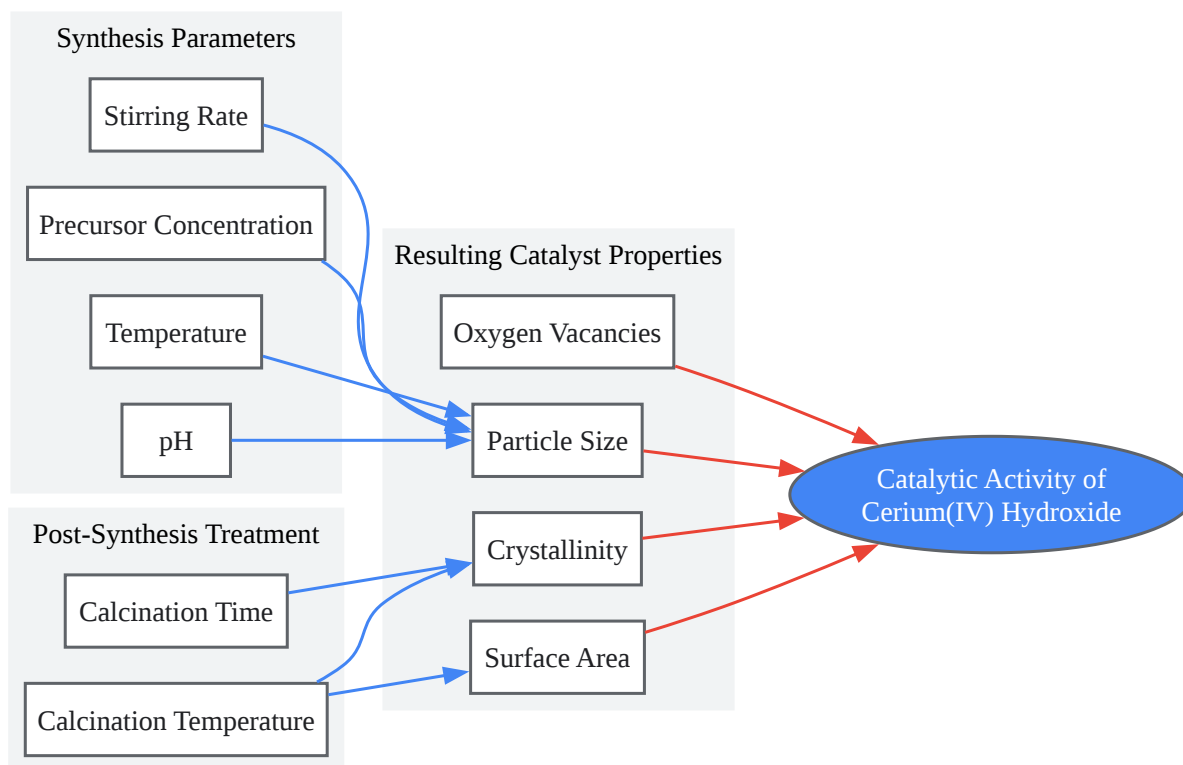 Synthesis Parameters
Stirring Rate
Precursor Concentration
Temperature
pH
Post-Synthesis Treatment
Calcination Time
Calcination Temperature
Resulting Catalyst Properties
Oxygen Vacancies
Particle Size
Crystallinity
Surface Area
Catalytic Activity of
Cerium(IV) Hydroxide